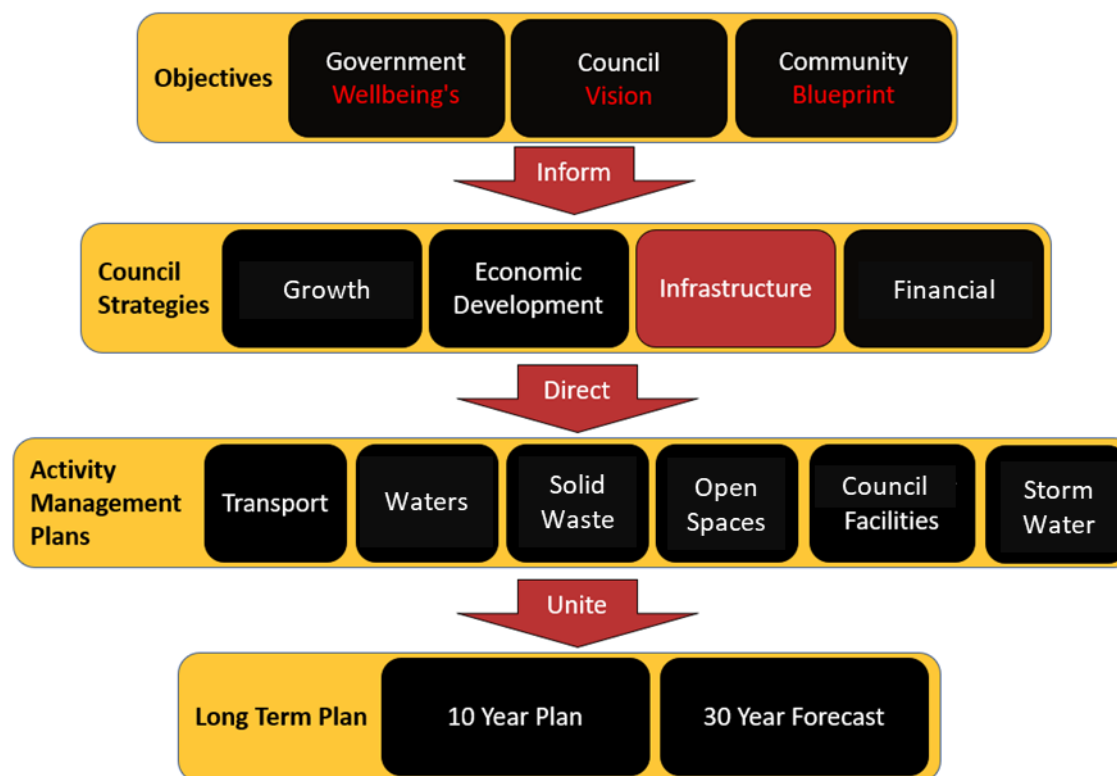 Objectives
Government
Wellbeing's
Council
Vision
Community
Blueprint
Inform
Council
Strategies
Growth
Economic
Development
Infrastructure
Financial
Direct
Activity
Management
Plans
Transport
Waters
Solid
Waste
Open
Spaces
Council
Facilities
Storm
Water
Unite
Long Term Plan
10 Year Plan
30 Year Forecast